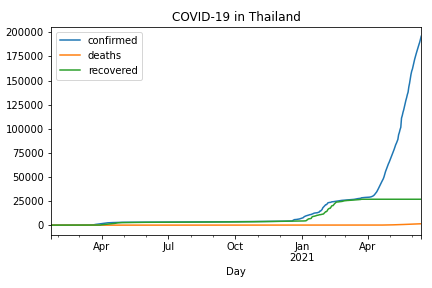 COVID-19 in Thailand
confirmed
deaths
recovered
200000
175000
150000
125000
100000
75000
50000
25000
0
Apr Jul Oct Jan Apr
2021
Day